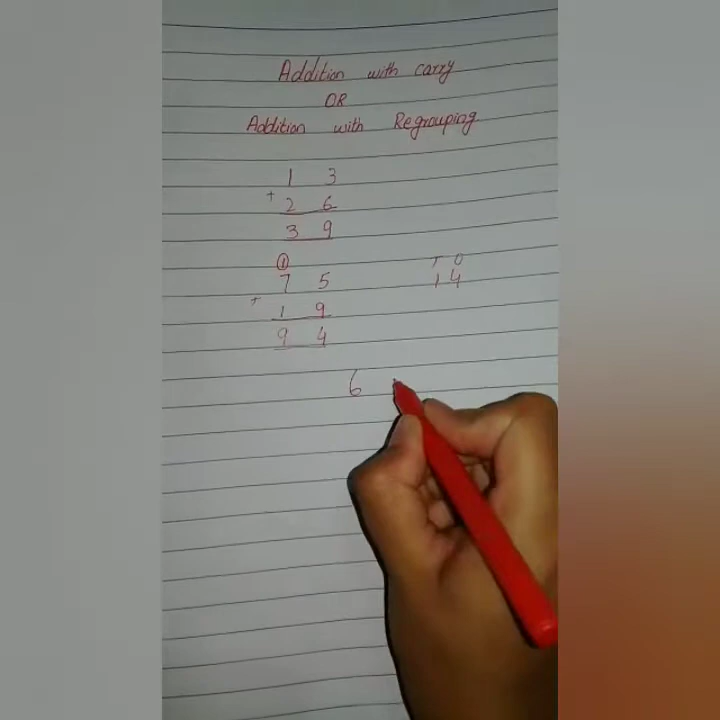 Addition with carry
OR
Addition with Regrouping
1 3
+ 2 6
3 9
1
7 5
+ 1 9
9 4
T O
1 4
6